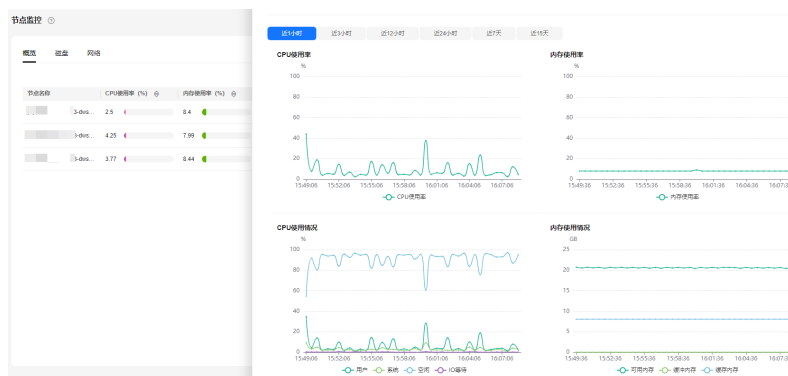 节点监控
概览 磁盘 网络
节点名称 CPU使用率 (%) 内存使用率 (%)
3-dws... 2.5 8.4
-dws... 4.25 7.99
-dws... 3.77 8.44
近1小时 近3小时 近12小时 近24小时 近7天 近15天
CPU使用率
%
100
80
60
40
20
0
15:49:06 15:52:06 15:55:06 15:58:06 16:01:06 16:04:06 16:07:06
CPU使用率
内存使用率
%
100
80
60
40
20
0
15:49:36 15:52:36 15:55:36 15:58:36 16:01:36 16:04:36 16:07:3
内存使用率
CPU使用情况
%
100
80
60
40
20
0
15:49:06 15:52:06 15:55:06 15:58:06 16:01:06 16:04:06 16:07:06
用户 系统 空闲 IO等待
内存使用情况
GB
25
20
15
10
5
0
15:49:36 15:52:36 15:55:36 15:58:36 16:01:36 16:04:36 16:07:3
可用内存 缓冲内存 缓存内存